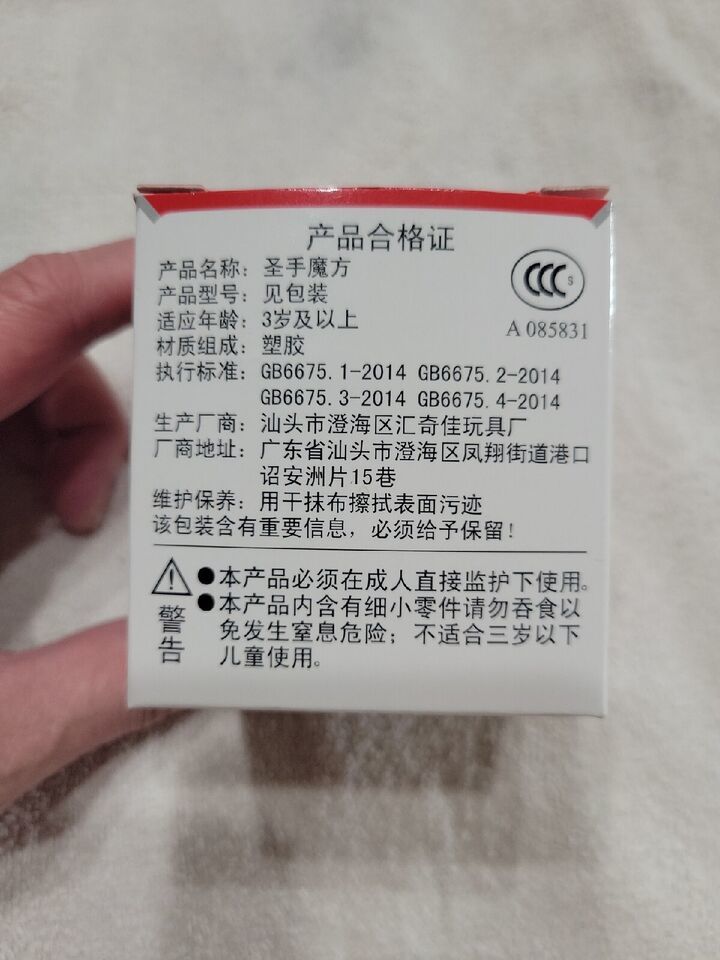 产品合格证
产品名称：圣手魔方
CCC S
产品型号：见包装
适应年龄：3岁及以上
A 085831
材质组成：塑胶
执行标准：GB6675.1-2014 GB6675.2-2014
GB6675.3-2014 GB6675.4-2014
生产厂商：汕头市澄海区汇奇佳玩具厂
厂商地址：广东省汕头市澄海区凤翔街道港口
诏安洲片15巷
维护保养：用干抹布擦拭表面污迹
该包装含有重要信息，必须给予保留！
警告
●本产品必须在成人直接监护下使用。
●本产品内含有细小零件请勿吞食以
免发生窒息危险；不适合三岁以下
儿童使用。